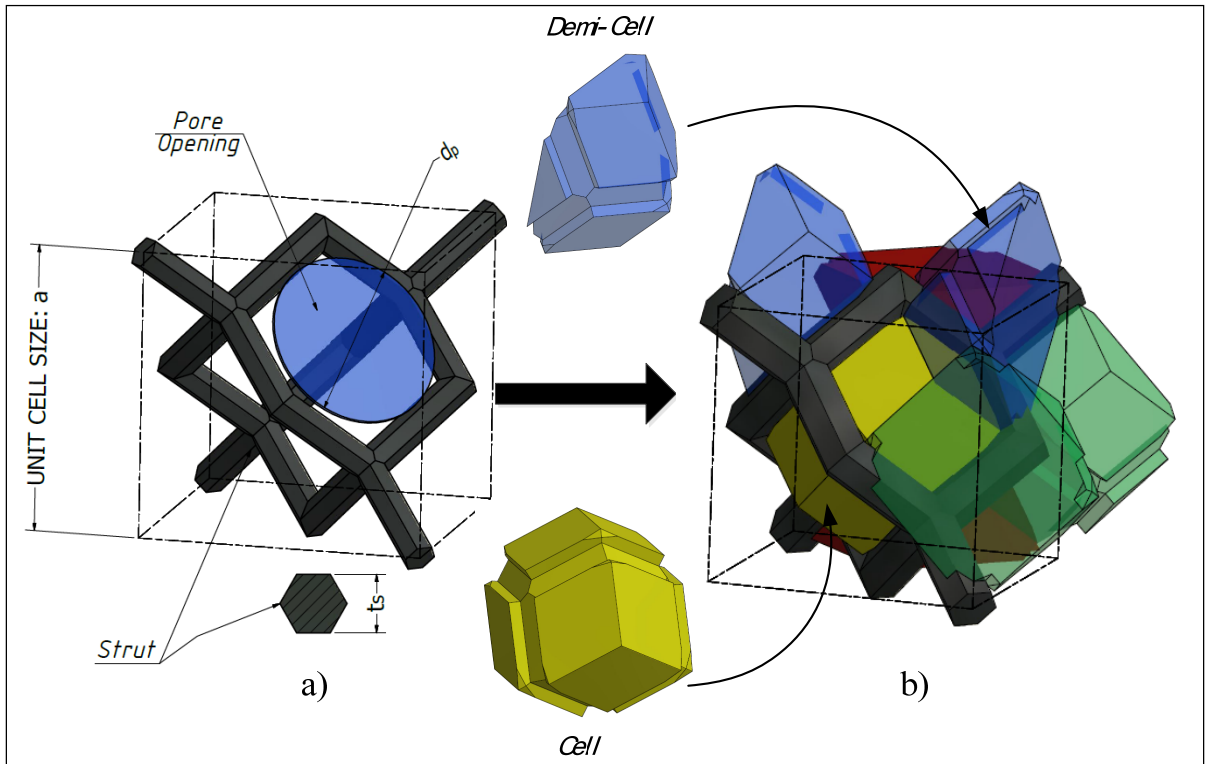 Demi-Cell
Pore
Opening
dp
UNIT CELL SIZE: a
ts
Strut
a)
b)
Cell